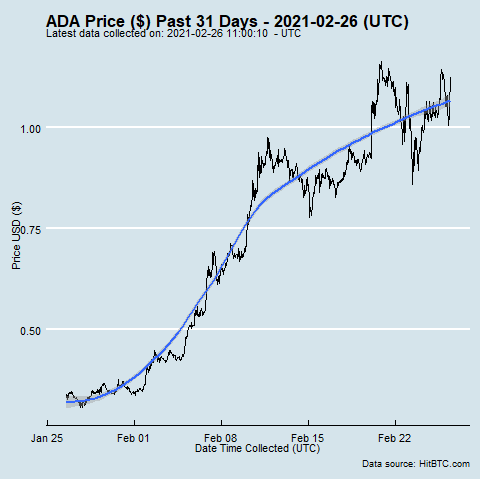 ADA Price ($) Past 31 Days - 2021-02-26 (UTC)
Latest data collected on: 2021-02-26 11:00:10 - UTC
Price USD ($)
1.00
0.75
0.50
Jan 25
Feb 01
Feb 08
Feb 15
Feb 22
Date Time Collected (UTC)
Data source: HitBTC.com